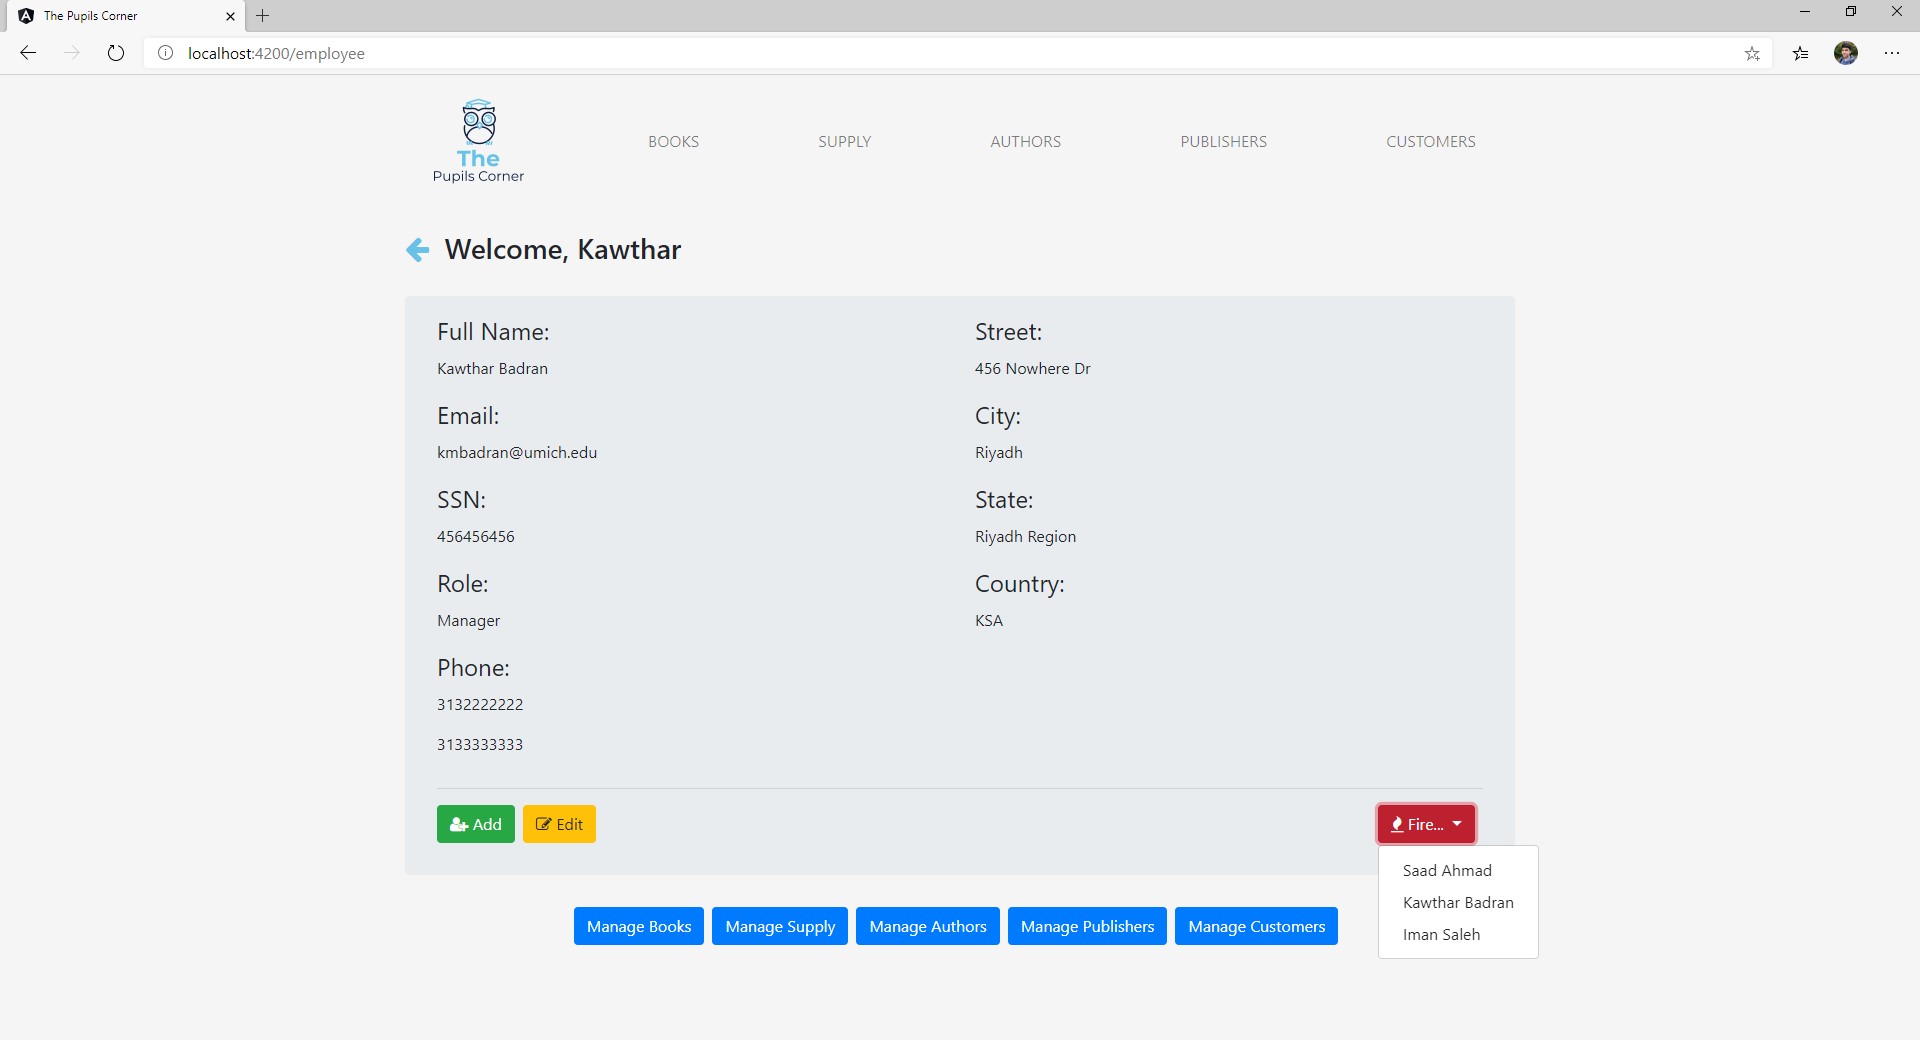 The Pupils Corner
localhost:4200/employee
The
Pupils Corner
BOOKS
SUPPLY
AUTHORS
PUBLISHERS
CUSTOMERS
Welcome, Kawthar
Full Name:
Kawthar Badran
Email:
kmbadran@umich.edu
SSN:
456456456
Role:
Manager
Phone:
3132222222
3133333333
Street:
456 Nowhere Dr
City:
Riyadh
State:
Riyadh Region
Country:
KSA
Add
Edit
Fire...
Saad Ahmad
Kawthar Badran
Iman Saleh
Manage Books
Manage Supply
Manage Authors
Manage Publishers
Manage Customers